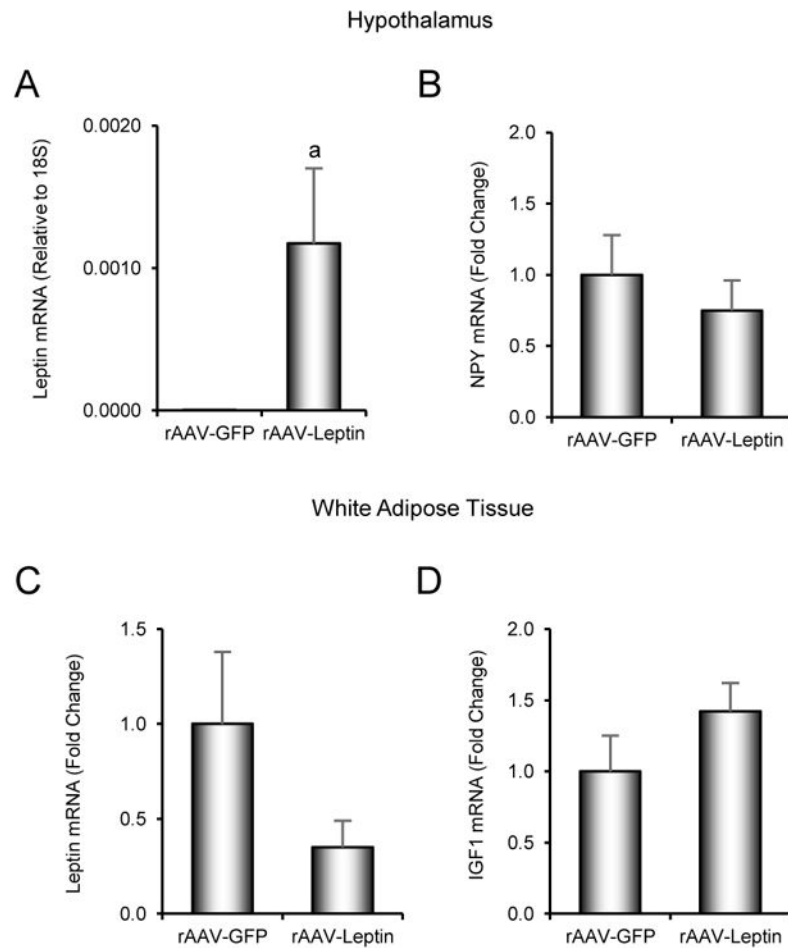 Hypothalamus
A
B
Leptin mRNA (Relative to 18S)
0.0020
0.0010
0.0000
a
rAAV-GFP rAAV-Leptin
NPY mRNA (Fold Change)
2.0
1.5
1.0
0.5
0.0
rAAV-GFP rAAV-Leptin
White Adipose Tissue
C
D
Leptin mRNA (Fold Change)
1.5
1.0
0.5
0.0
rAAV-GFP rAAV-Leptin
IGF1 mRNA (Fold Change)
2.0
1.5
1.0
0.5
0.0
rAAV-GFP rAAV-Leptin